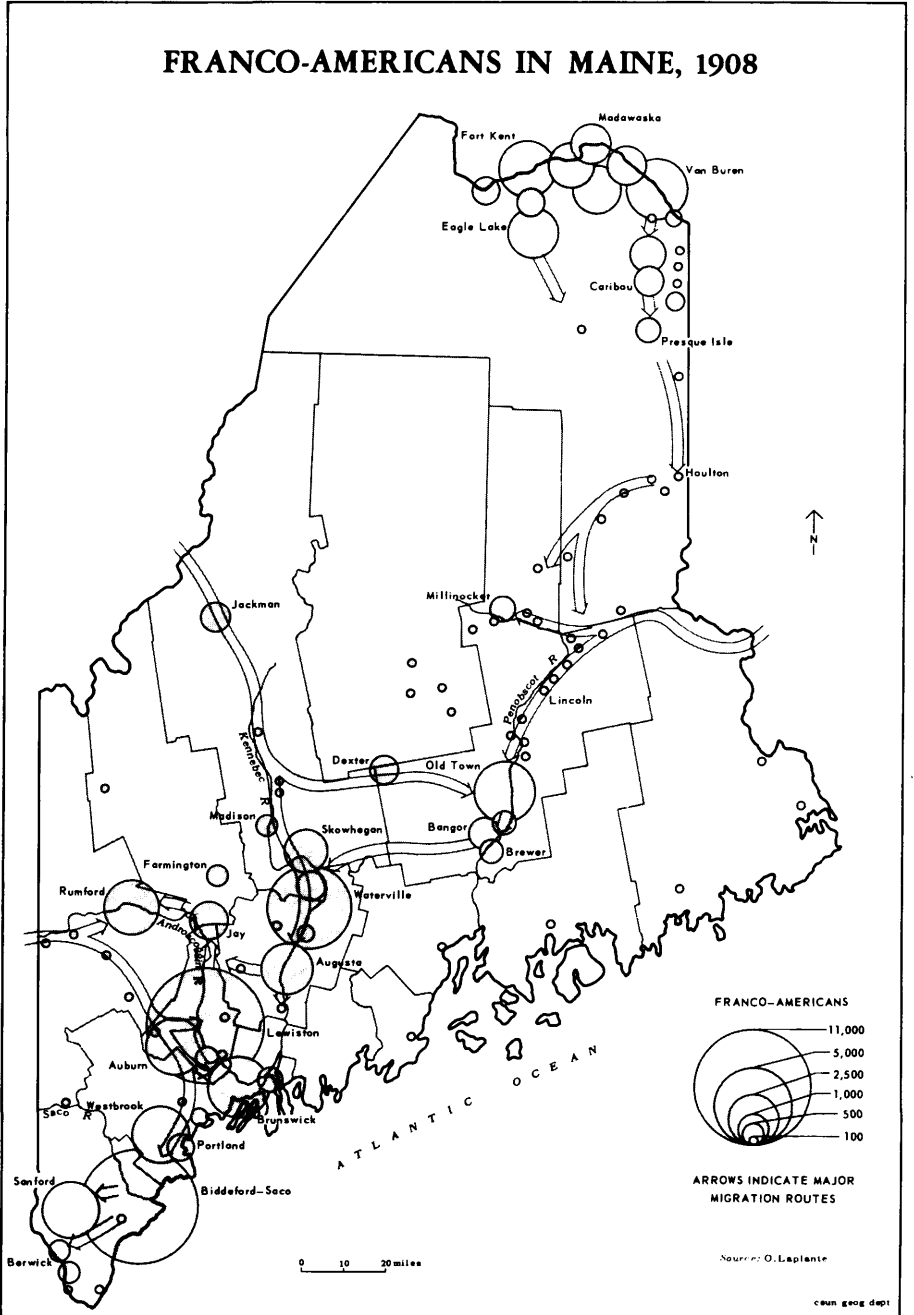 FRANCO-AMERICANS IN MAINE, 1908
Madawaska
Fort Kent
Van Buren
Eagle Lake
Caribou
Presque Isle
Houlton
N
Jackman
Millinocket
Penobscot R
Lincoln
Kennebec R
Dexter
Old Town
Madison
Skowhegan
Bangor
Brewer
Farmington
Rumford
Waterville
Androscoggin R
Jay
Augusta
Lewiston
Auburn
Saco R
Westbrook
Brunswick
Portland
ATLANTIC OCEAN
Sanford
Biddeford-Saco
Berwick
0 10 20 miles
FRANCO-AMERICANS
11,000
5,000
2,500
1,000
500
100
ARROWS INDICATE MAJOR
MIGRATION ROUTES
Source: O. Laplante
csun geog dept